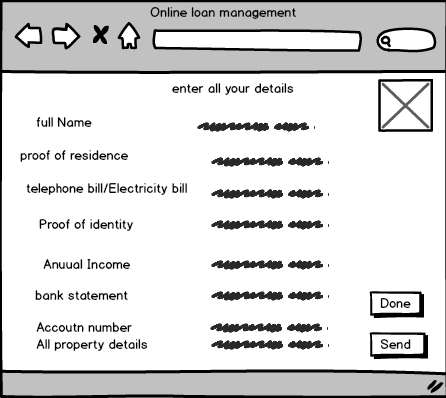 Online loan management
enter all your details
full Name
proof of residence
telephone bill/Electricity bill
Proof of identity
Anuual Income
bank statement
Done
Accoutn number
All property details
Send